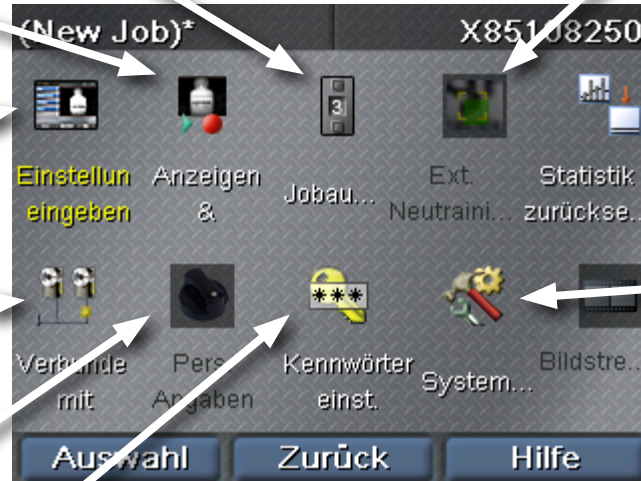 (New Job)* X85108250
3
Einstellun Anzeigen Jobau... Ext. Statistik
eingeben & Neutraini... zurückse..
***
Verbunde Pers. Kennwörter System... Bildstre..
mit Angaben einst.
Auswahl Zurück Hilfe